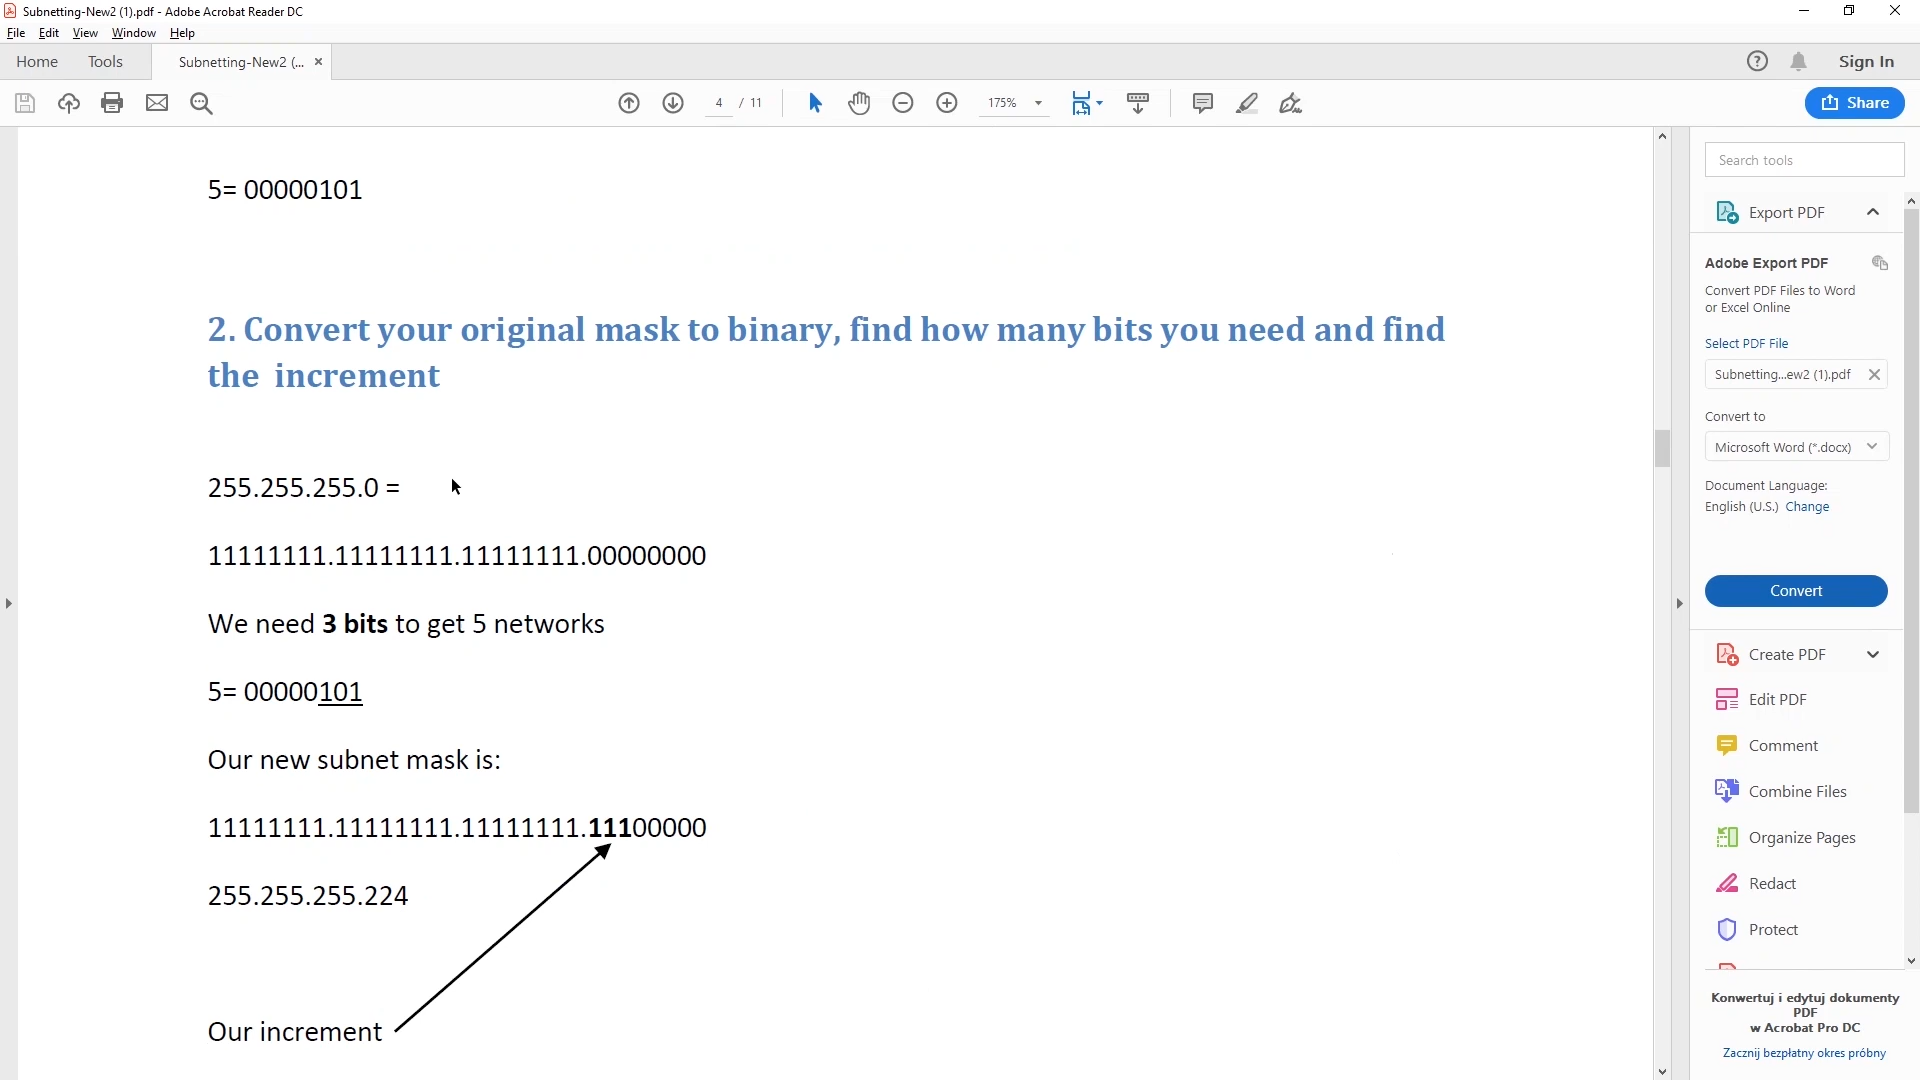 Subnetting-New2 (1).pdf - Adobe Acrobat Reader DC
File Edit View Window Help
Home Tools Subnetting-New2 (... × Sign In
4 / 11 175% Share
5= 00000101
2. Convert your original mask to binary, find how many bits you need and find
the increment
255.255.255.0 =
11111111.11111111.11111111.00000000
We need 3 bits to get 5 networks
5= 00000101
Our new subnet mask is:
11111111.11111111.11111111.11100000
255.255.255.224
Our increment
Search tools
Export PDF
Adobe Export PDF
Convert PDF Files to Word
or Excel Online
Select PDF File
Subnetting...ew2 (1).pdf
Convert to
Microsoft Word (*.docx)
Document Language:
English (U.S.) Change
Convert
Create PDF
Edit PDF
Comment
Combine Files
Organize Pages
Redact
Protect
Konwertuj i edytuj dokumenty
PDF
w Acrobat Pro DC
Zacznij bezpłatny okres próbny